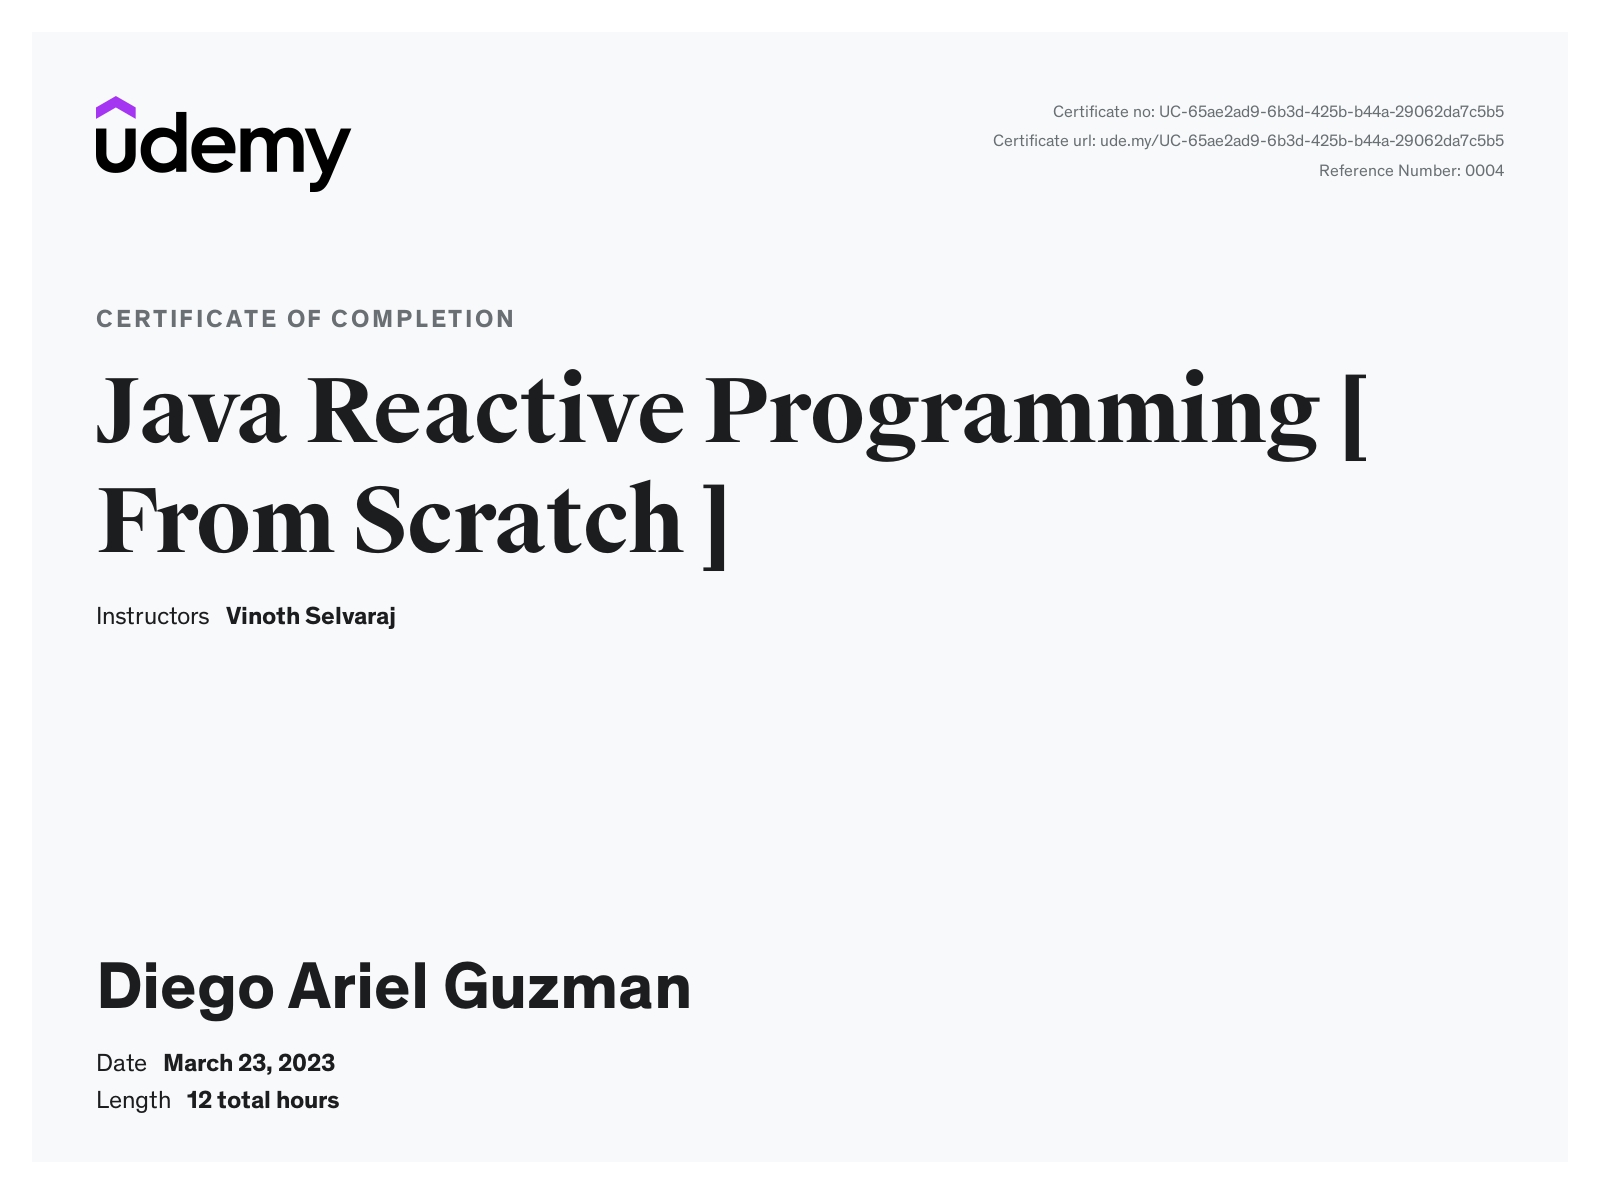 udemy
Certificate no: UC-65ae2ad9-6b3d-425b-b44a-29062da7c5b5
Certificate url: ude.my/UC-65ae2ad9-6b3d-425b-b44a-29062da7c5b5
Reference Number: 0004
CERTIFICATE OF COMPLETION
Java Reactive Programming [
From Scratch ]
Instructors Vinoth Selvaraj
Diego Ariel Guzman
Date March 23, 2023
Length 12 total hours